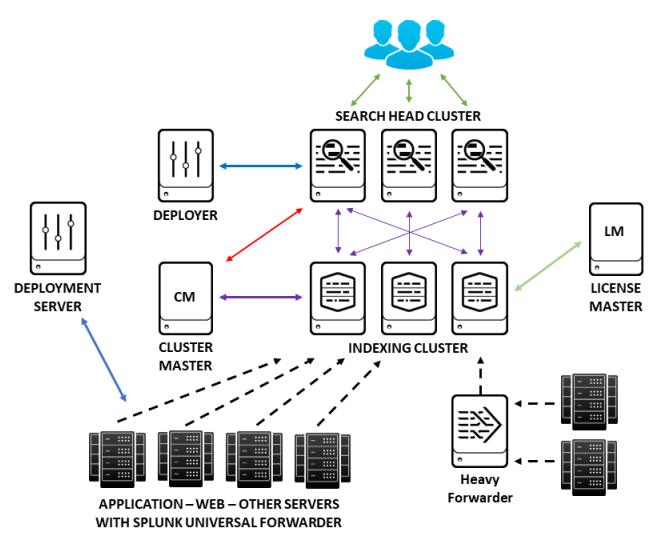 SEARCH HEAD CLUSTER
DEPLOYER
LM
DEPLOYMENT
SERVER
CM
LICENSE
MASTER
CLUSTER
MASTER
INDEXING CLUSTER
Heavy
Forwarder
APPLICATION – WEB – OTHER SERVERS
WITH SPLUNK UNIVERSAL FORWARDER